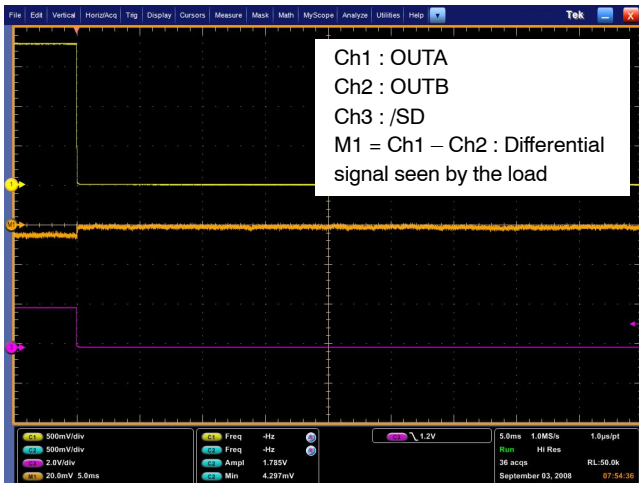 File Edit Vertical Horiz/Acq Trig Display Cursors Measure Mask Math MyScope Analyze Utilities Help Tek X
Ch1 : OUTA
Ch2 : OUTB
Ch3 : /SD
M1 = Ch1 – Ch2 : Differential
signal seen by the load
1
M1
C1 500mV/div
C2 500mV/div
C3 2.0V/div
M1 20.0mV 5.0ms
C1 Freq -Hz
C2 Freq -Hz
C3 Ampl 1.785V
C2 Min 4.297mV
C3 1.2V
5.0ms 1.0MS/s 1.0µs/pt
Run Hi Res
36 acqs RL:50.0k
September 03, 2008 07:54:36